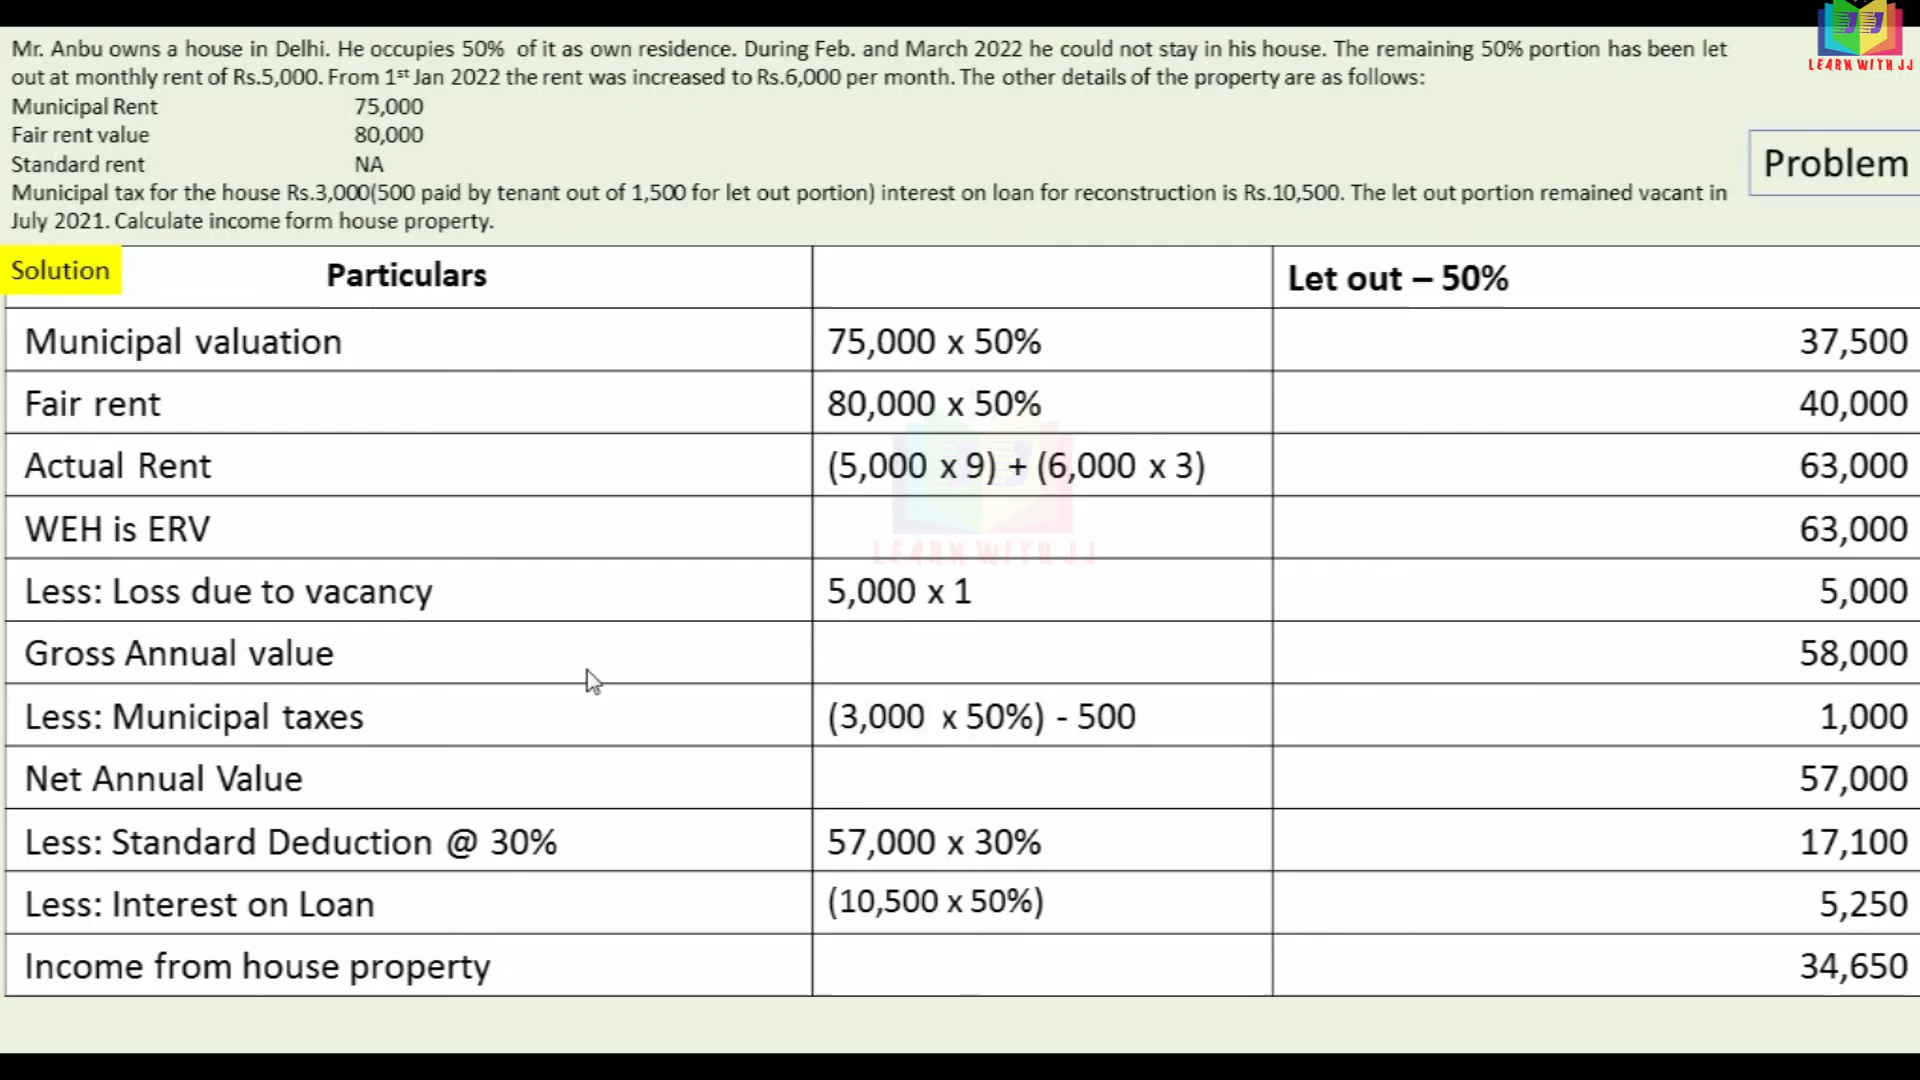 LEARN WITH JJ
Mr. Anbu owns a house in Delhi. He occupies 50% of it as own residence. During Feb. and March 2022 he could not stay in his house. The remaining 50% portion has been let
out at monthly rent of Rs.5,000. From 1st Jan 2022 the rent was increased to Rs.6,000 per month. The other details of the property are as follows:
Municipal Rent 75,000
Fair rent value 80,000
Standard rent NA
Problem
Municipal tax for the house Rs.3,000(500 paid by tenant out of 1,500 for let out portion) interest on loan for reconstruction is Rs.10,500. The let out portion remained vacant in
July 2021. Calculate income form house property.
Solution
Particulars Let out – 50%
Municipal valuation 75,000 x 50% 37,500
Fair rent 80,000 x 50% 40,000
Actual Rent (5,000 x 9) + (6,000 x 3) 63,000
WEH is ERV 63,000
LEARN WITH JJ
Less: Loss due to vacancy 5,000 x 1 5,000
Gross Annual value 58,000
Less: Municipal taxes (3,000 x 50%) - 500 1,000
Net Annual Value 57,000
Less: Standard Deduction @ 30% 57,000 x 30% 17,100
Less: Interest on Loan (10,500 x 50%) 5,250
Income from house property 34,650